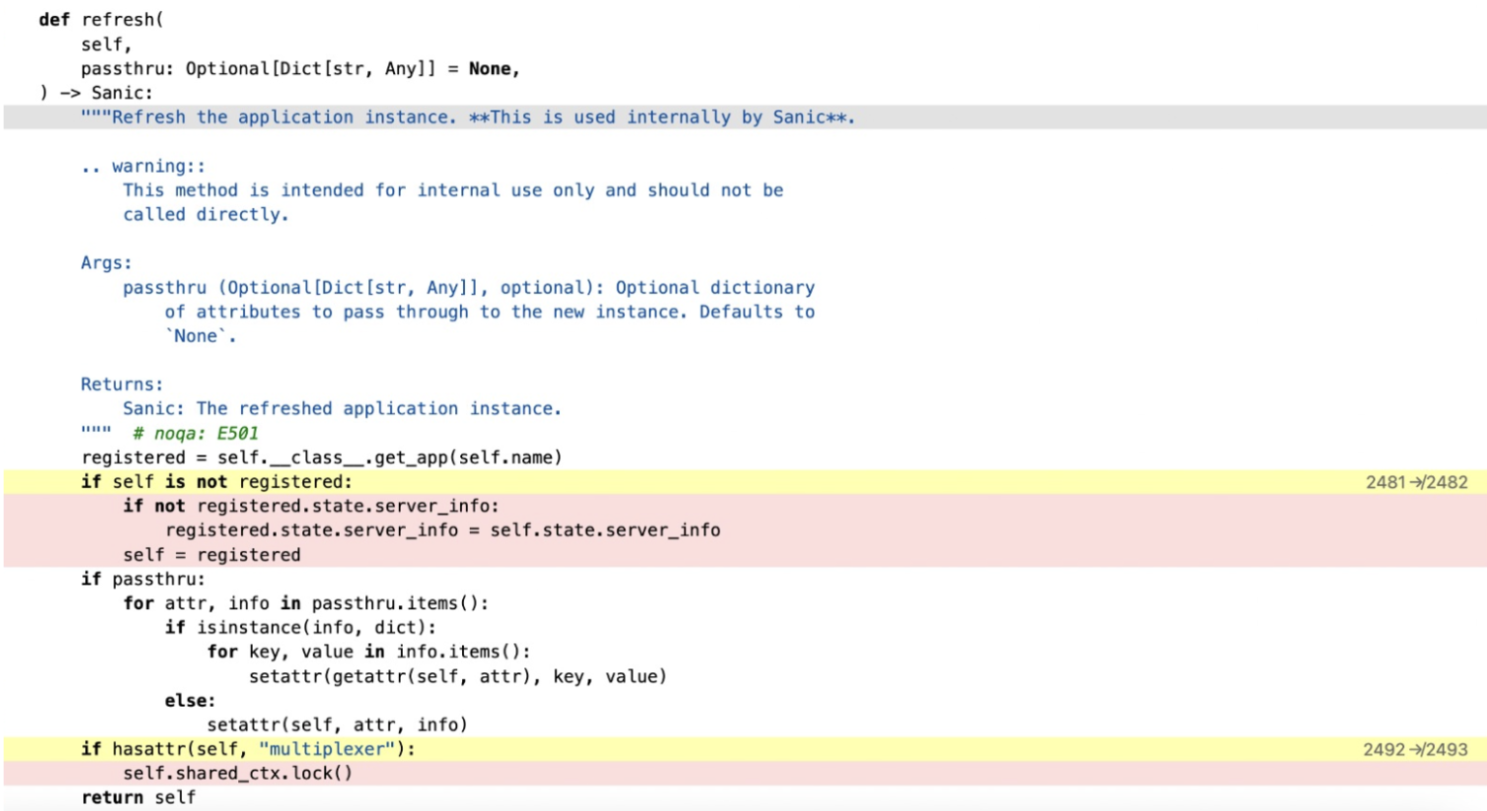 def refresh(
    self,
    passthru: Optional[Dict[str, Any]] = None,
) -> Sanic:
    """Refresh the application instance. **This is used internally by Sanic**.

    .. warning::
        This method is intended for internal use only and should not be
        called directly.

    Args:
        passthru (Optional[Dict[str, Any]], optional): Optional dictionary
            of attributes to pass through to the new instance. Defaults to
            `None`.

    Returns:
        Sanic: The refreshed application instance.
    """  # noqa: E501
    registered = self.__class__.get_app(self.name)
    if self is not registered: 2481↛2482
        if not registered.state.server_info:
            registered.state.server_info = self.state.server_info
        self = registered
    if passthru:
        for attr, info in passthru.items():
            if isinstance(info, dict):
                for key, value in info.items():
                    setattr(getattr(self, attr), key, value)
            else:
                setattr(self, attr, info)
    if hasattr(self, "multiplexer"): 2492↛2493
        self.shared_ctx.lock()
    return self